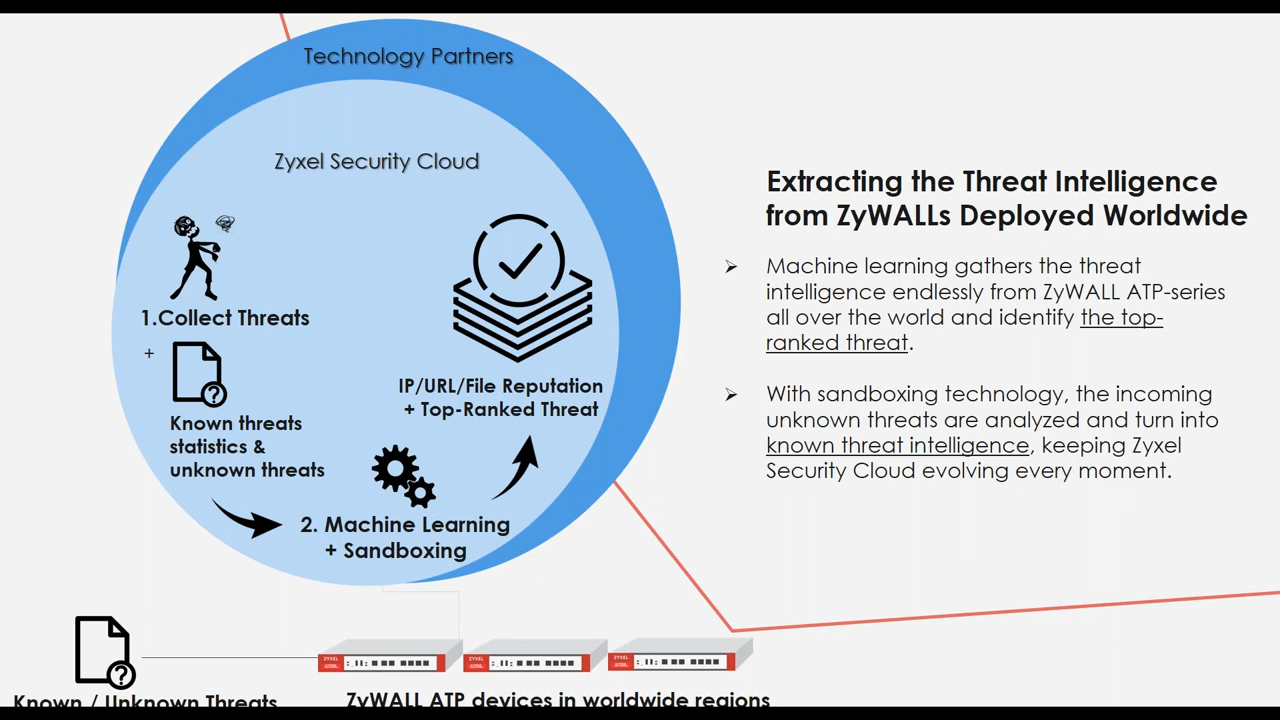 Technology Partners
Zyxel Security Cloud
1.Collect Threats
+
Known threats
statistics &
unknown threats
2. Machine Learning
+ Sandboxing
IP/URL/File Reputation
+ Top-Ranked Threat
Extracting the Threat Intelligence
from ZyWALLs Deployed Worldwide
➢ Machine learning gathers the threat
intelligence endlessly from ZyWALL ATP-series
all over the world and identify the top-
ranked threat.
➢ With sandboxing technology, the incoming
unknown threats are analyzed and turn into
known threat intelligence, keeping Zyxel
Security Cloud evolving every moment.
ZYXEL
ZYXEL
ZYXEL
Known / Unknown Threats
ZyWALL ATP devices in worldwide regions